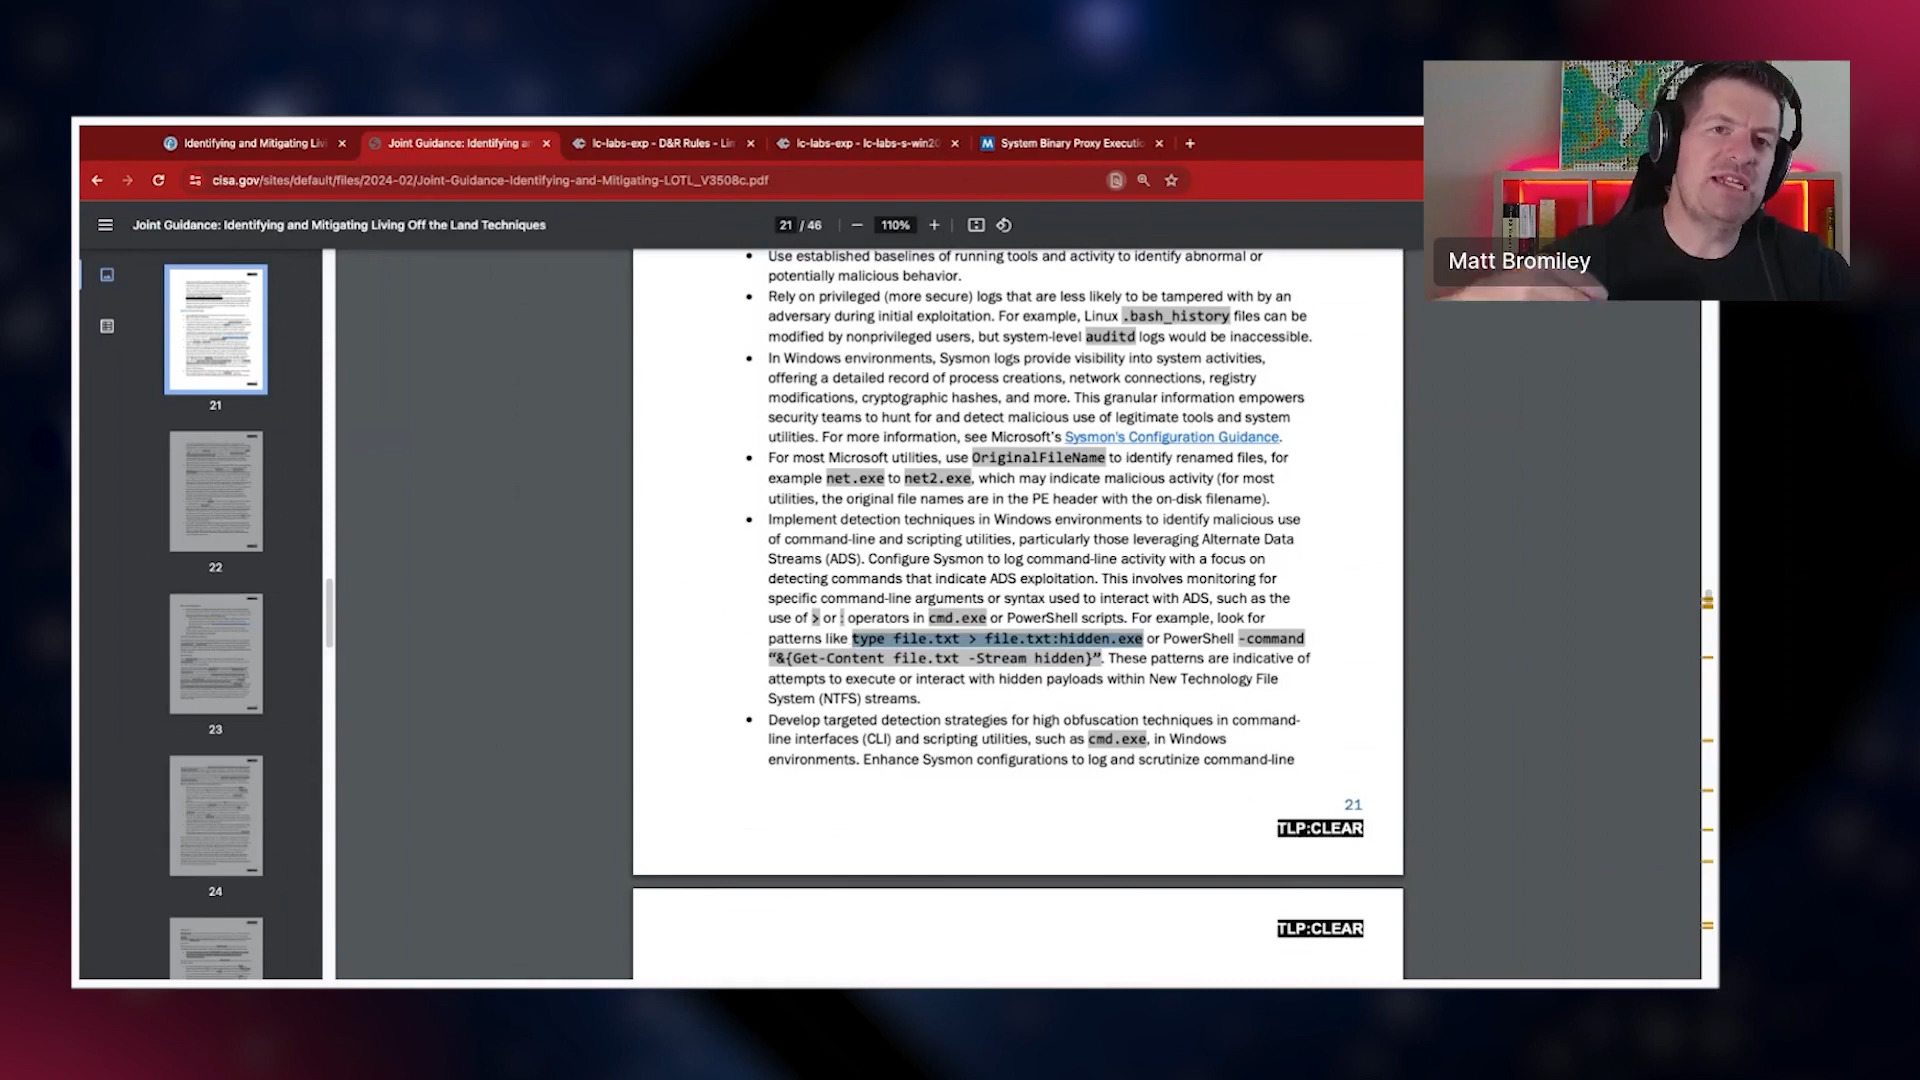 Identifying and Mitigating Livi
Joint Guidance: Identifying a
lc-labs-exp - D&R Rules - Lim
lc-labs-exp - lc-labs-s-win20
M System Binary Proxy Executio
cisa.gov/sites/default/files/2024-02/Joint-Guidance-Identifying-and-Mitigating-LOTL_V3508c.pdf
Joint Guidance: Identifying and Mitigating Living Off the Land Techniques
21 / 46
110%
Matt Bromiley
21
22
23
24
• Use established baselines of running tools and activity to identify abnormal or
potentially malicious behavior.
• Rely on privileged (more secure) logs that are less likely to be tampered with by an
adversary during initial exploitation. For example, Linux .bash_history files can be
modified by nonprivileged users, but system-level auditd logs would be inaccessible.
• In Windows environments, Sysmon logs provide visibility into system activities,
offering a detailed record of process creations, network connections, registry
modifications, cryptographic hashes, and more. This granular information empowers
security teams to hunt for and detect malicious use of legitimate tools and system
utilities. For more information, see Microsoft's Sysmon's Configuration Guidance.
• For most Microsoft utilities, use OriginalFileName to identify renamed files, for
example net.exe to net2.exe, which may indicate malicious activity (for most
utilities, the original file names are in the PE header with the on-disk filename).
• Implement detection techniques in Windows environments to identify malicious use
of command-line and scripting utilities, particularly those leveraging Alternate Data
Streams (ADS). Configure Sysmon to log command-line activity with a focus on
detecting commands that indicate ADS exploitation. This involves monitoring for
specific command-line arguments or syntax used to interact with ADS, such as the
use of > or : operators in cmd.exe or PowerShell scripts. For example, look for
patterns like type file.txt > file.txt:hidden.exe or PowerShell -command
“&{Get-Content file.txt -Stream hidden}”. These patterns are indicative of
attempts to execute or interact with hidden payloads within New Technology File
System (NTFS) streams.
• Develop targeted detection strategies for high obfuscation techniques in command-
line interfaces (CLI) and scripting utilities, such as cmd.exe, in Windows
environments. Enhance Sysmon configurations to log and scrutinize command-line
21
TLP:CLEAR
TLP:CLEAR